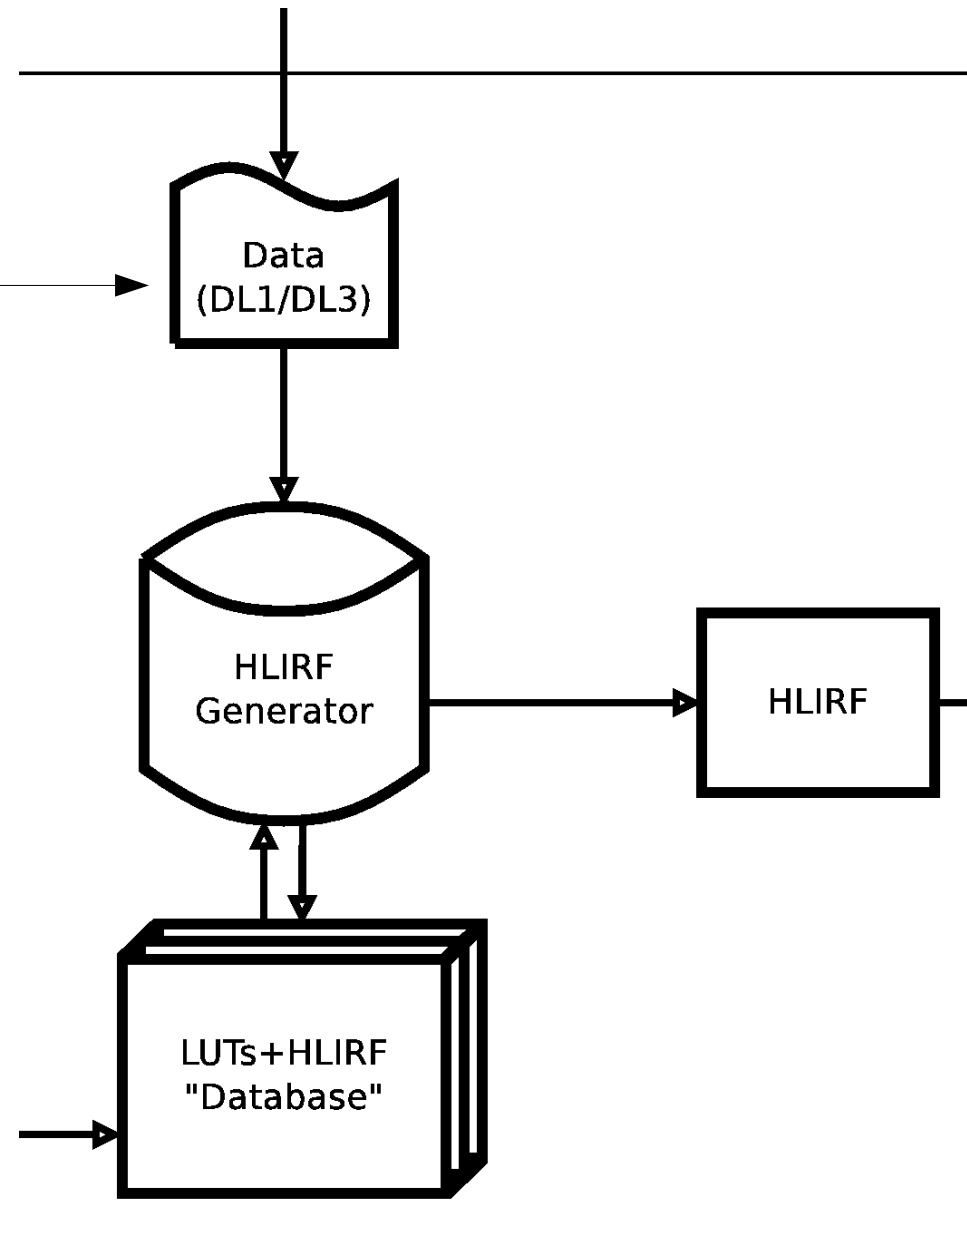 Data
(DL1/DL3)
HLIRF
Generator
HLIRF
LUTs+HLIRF
"Database"